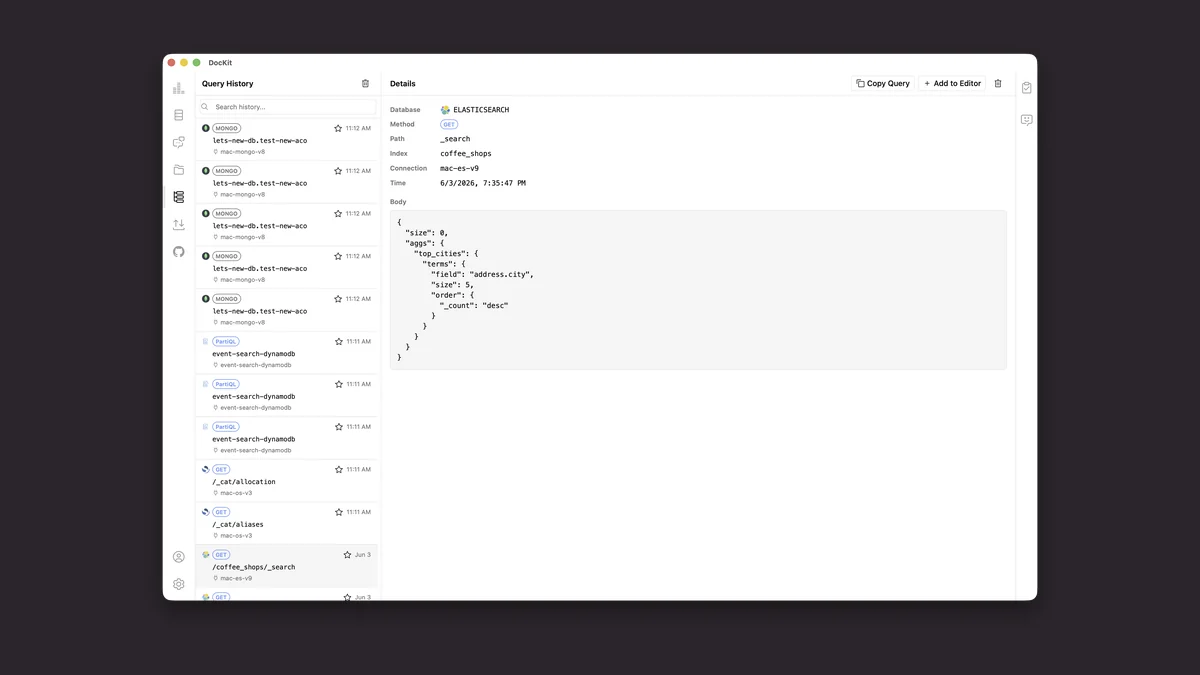 DocKit
Query History
Search history...
MONGO 11:12 AM
lets-new-db.test-new-aco
mac-mongo-v8
MONGO 11:12 AM
lets-new-db.test-new-aco
mac-mongo-v8
MONGO 11:12 AM
lets-new-db.test-new-aco
mac-mongo-v8
MONGO 11:12 AM
lets-new-db.test-new-aco
mac-mongo-v8
MONGO 11:12 AM
lets-new-db.test-new-aco
mac-mongo-v8
PartiQL 11:11 AM
event-search-dynamodb
event-search-dynamodb
PartiQL 11:11 AM
event-search-dynamodb
event-search-dynamodb
PartiQL 11:11 AM
event-search-dynamodb
event-search-dynamodb
GET 11:11 AM
/_cat/allocation
mac-os-v3
GET 11:11 AM
/_cat/aliases
mac-os-v3
GET Jun 3
/coffee_shops/_search
mac-es-v9
GET Jun 3
Details
Copy Query + Add to Editor
Database ELASTICSEARCH
Method GET
Path _search
Index coffee_shops
Connection mac-es-v9
Time 6/3/2026, 7:35:47 PM
Body
{
  "size": 0,
  "aggs": {
    "top_cities": {
      "terms": {
        "field": "address.city",
        "size": 5,
        "order": {
          "_count": "desc"
        }
      }
    }
  }
}